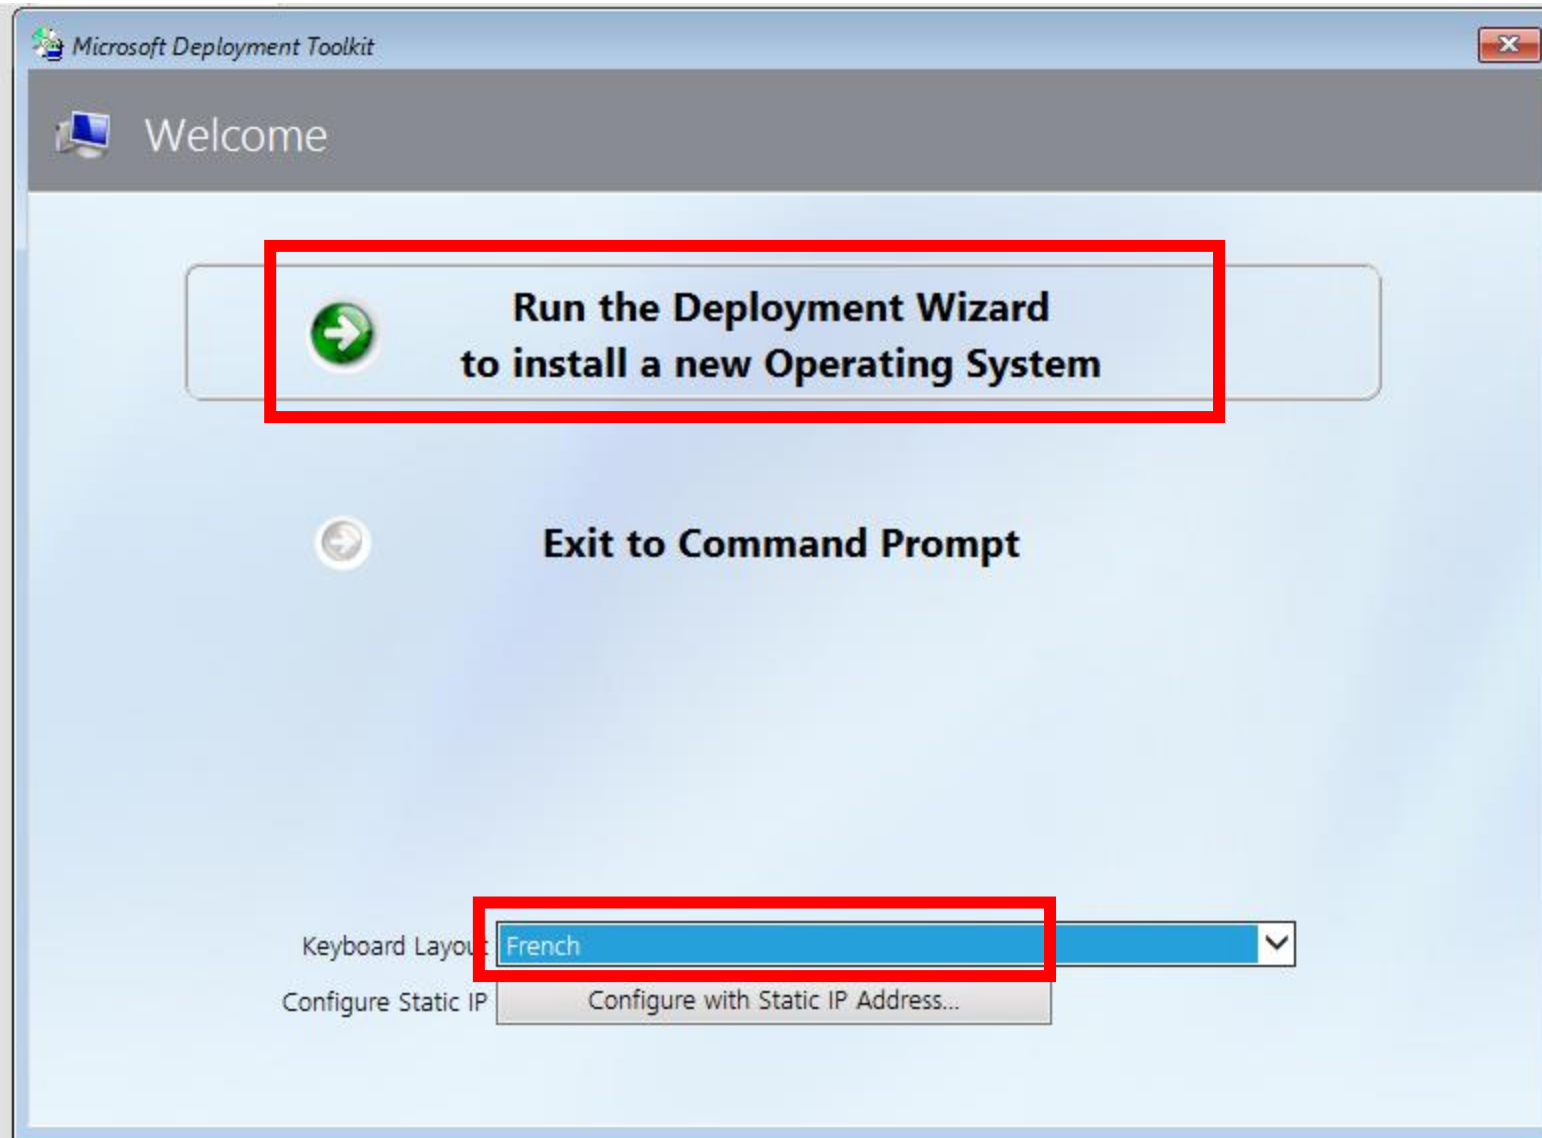 Microsoft Deployment Toolkit
Welcome
Run the Deployment Wizard
to install a new Operating System
Exit to Command Prompt
Keyboard Layout French
Configure Static IP Configure with Static IP Address...